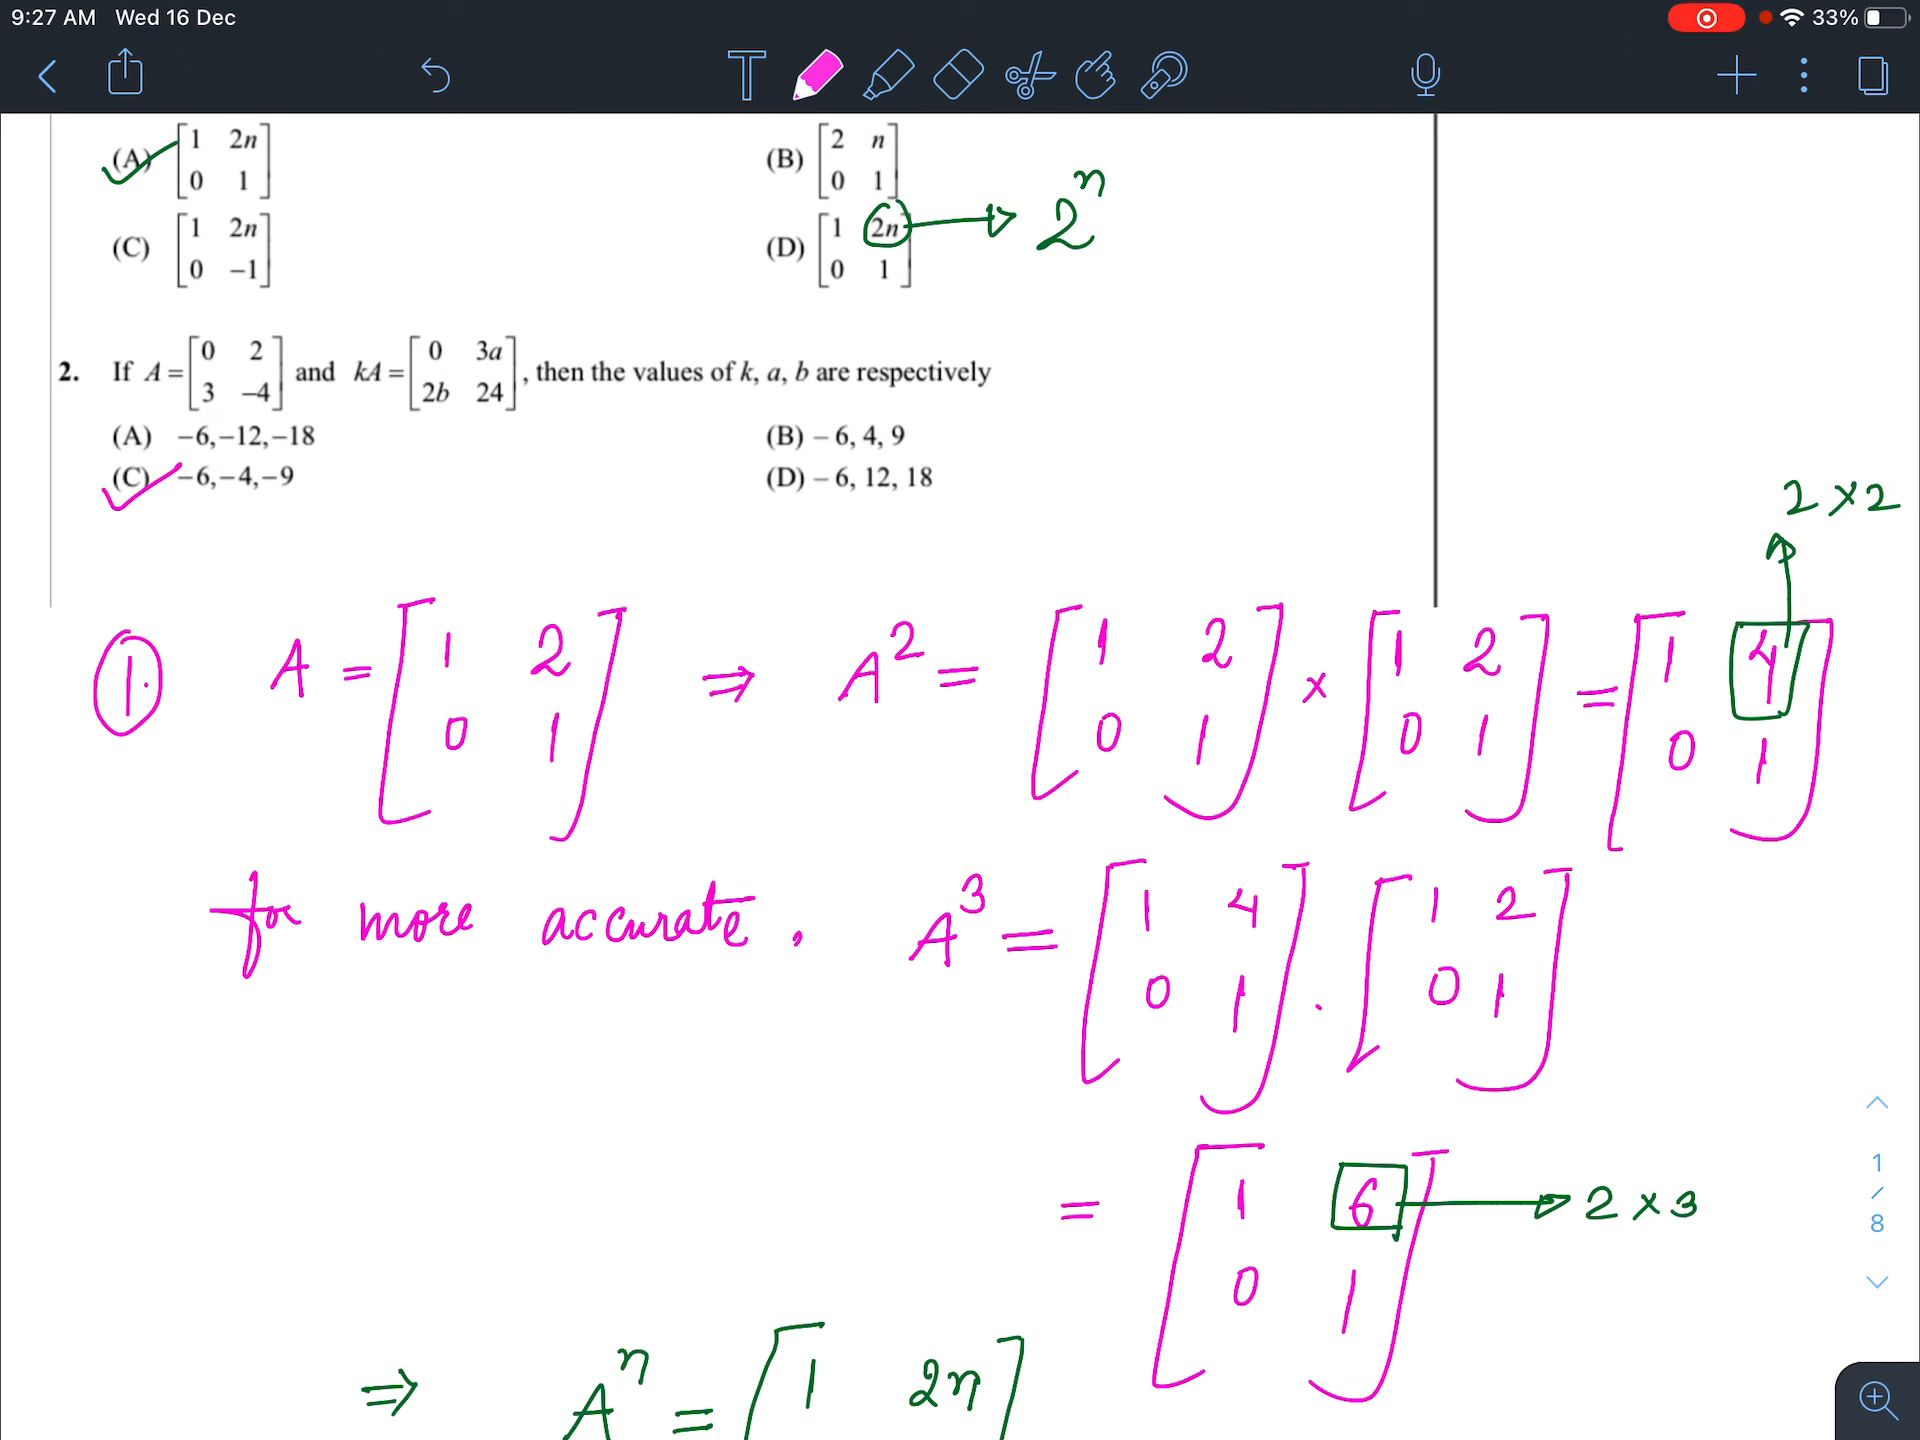 9:27 AM Wed 16 Dec 33%
(A) [1 2n; 0 1] (B) [2 n; 0 1]
(C) [1 2n; 0 −1] (D) [1 2n; 0 1] → 2^n
2. If A = [0 2; 3 −4] and kA = [0 3a; 2b 24], then the values of k, a, b are respectively
(A) −6,−12,−18 (B) – 6, 4, 9
(C) −6,−4,−9 (D) – 6, 12, 18
2×2
1. A = [1 2; 0 1] ⇒ A² = [1 2; 0 1] × [1 2; 0 1] = [1 4; 0 1]
for more accurate, A³ = [1 4; 0 1] . [1 2; 0 1]
= [1 6; 0 1] → 2×3
⇒ A^n = [1 2n
1
/
8